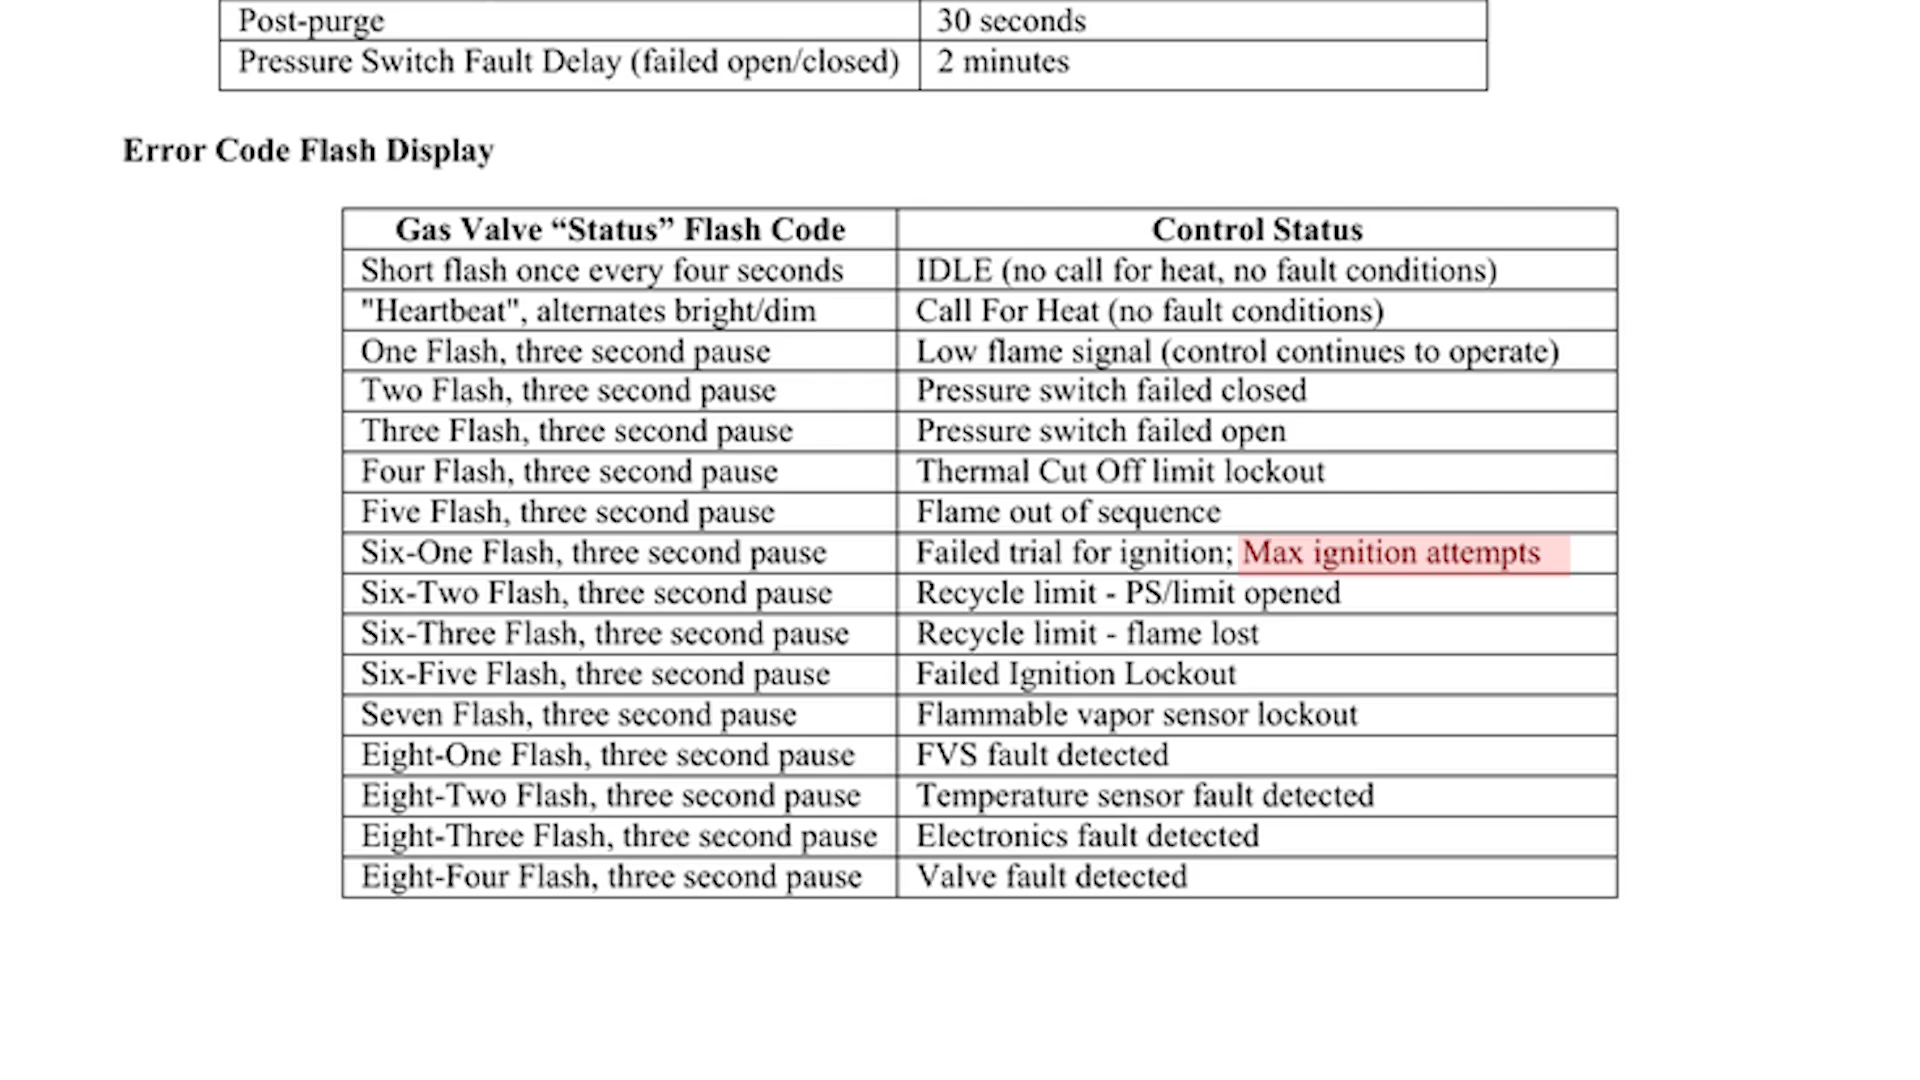 Post-purge 30 seconds
Pressure Switch Fault Delay (failed open/closed) 2 minutes
Error Code Flash Display
Gas Valve “Status” Flash Code Control Status
Short flash once every four seconds IDLE (no call for heat, no fault conditions)
"Heartbeat", alternates bright/dim Call For Heat (no fault conditions)
One Flash, three second pause Low flame signal (control continues to operate)
Two Flash, three second pause Pressure switch failed closed
Three Flash, three second pause Pressure switch failed open
Four Flash, three second pause Thermal Cut Off limit lockout
Five Flash, three second pause Flame out of sequence
Six-One Flash, three second pause Failed trial for ignition; Max ignition attempts
Six-Two Flash, three second pause Recycle limit - PS/limit opened
Six-Three Flash, three second pause Recycle limit - flame lost
Six-Five Flash, three second pause Failed Ignition Lockout
Seven Flash, three second pause Flammable vapor sensor lockout
Eight-One Flash, three second pause FVS fault detected
Eight-Two Flash, three second pause Temperature sensor fault detected
Eight-Three Flash, three second pause Electronics fault detected
Eight-Four Flash, three second pause Valve fault detected